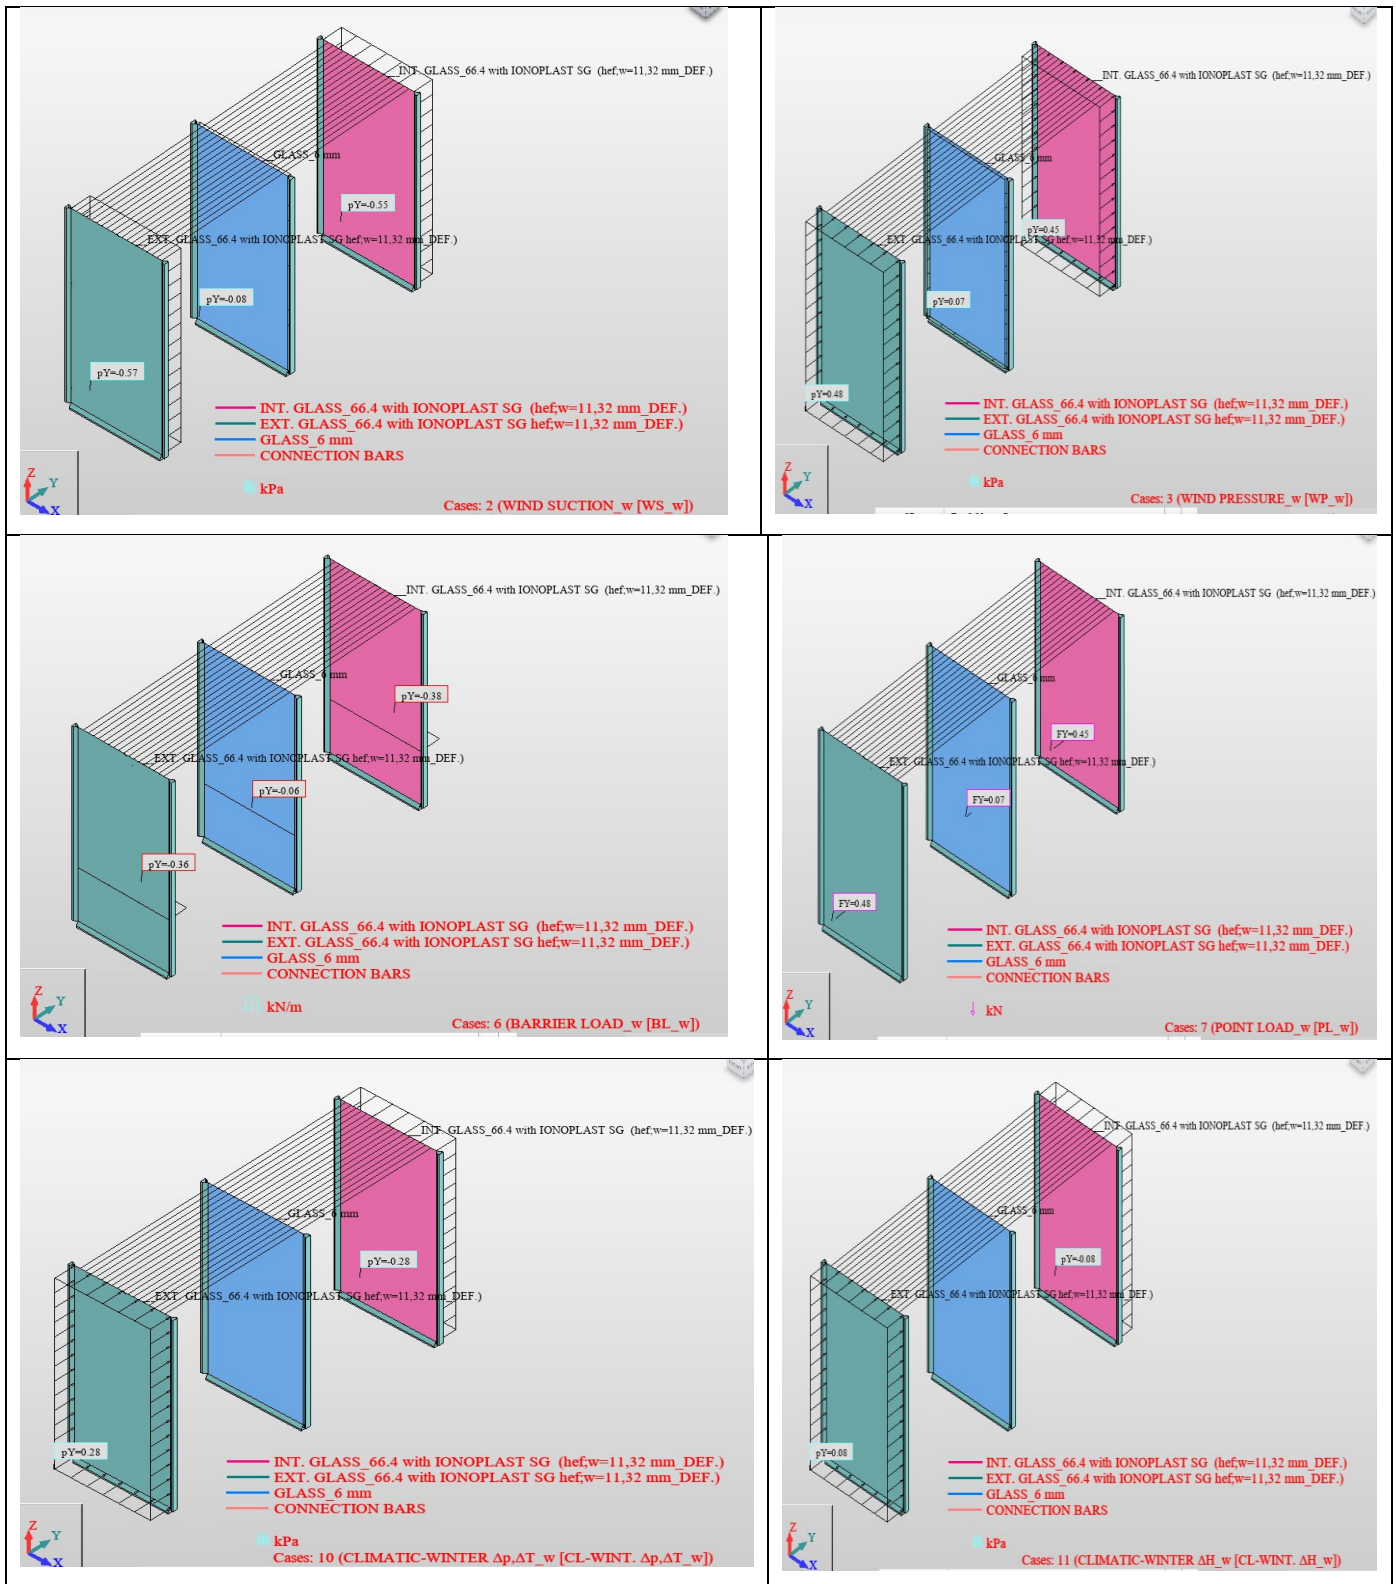 INT. GLASS_66.4 with IONOPLAST SG (hef;w=11,32 mm_DEF.)
GLASS_6 mm
pY=-0.55
EXT. GLASS_66.4 with IONOPLAST SG hef;w=11,32 mm_DEF.)
pY=-0.08
pY=-0.57
INT. GLASS_66.4 with IONOPLAST SG (hef;w=11,32 mm_DEF.)
EXT. GLASS_66.4 with IONOPLAST SG hef;w=11,32 mm_DEF.)
GLASS_6 mm
CONNECTION BARS
kPa
Z
Y
X
Cases: 2 (WIND SUCTION_w [WS_w])
INT. GLASS_66.4 with IONOPLAST SG (hef;w=11,32 mm_DEF.)
GLASS_6 mm
pY=0.45
EXT. GLASS_66.4 with IONOPLAST SG hef;w=11,32 mm_DEF.)
pY=0.07
pY=0.48
INT. GLASS_66.4 with IONOPLAST SG (hef;w=11,32 mm_DEF.)
EXT. GLASS_66.4 with IONOPLAST SG hef;w=11,32 mm_DEF.)
GLASS_6 mm
CONNECTION BARS
kPa
Z
Y
X
Cases: 3 (WIND PRESSURE_w [WP_w])
INT. GLASS_66.4 with IONOPLAST SG (hef;w=11,32 mm_DEF.)
GLASS_6 mm
pY=-0.38
EXT. GLASS_66.4 with IONOPLAST SG hef;w=11,32 mm_DEF.)
pY=-0.06
pY=-0.36
INT. GLASS_66.4 with IONOPLAST SG (hef;w=11,32 mm_DEF.)
EXT. GLASS_66.4 with IONOPLAST SG hef;w=11,32 mm_DEF.)
GLASS_6 mm
CONNECTION BARS
kN/m
Z
Y
X
Cases: 6 (BARRIER LOAD_w [BL_w])
INT. GLASS_66.4 with IONOPLAST SG (hef;w=11,32 mm_DEF.)
GLASS_6 mm
FY=0.45
EXT. GLASS_66.4 with IONOPLAST SG hef;w=11,32 mm_DEF.)
FY=0.07
FY=0.48
INT. GLASS_66.4 with IONOPLAST SG (hef;w=11,32 mm_DEF.)
EXT. GLASS_66.4 with IONOPLAST SG hef;w=11,32 mm_DEF.)
GLASS_6 mm
CONNECTION BARS
kN
Z
Y
X
Cases: 7 (POINT LOAD_w [PL_w])
INT. GLASS_66.4 with IONOPLAST SG (hef;w=11,32 mm_DEF.)
GLASS_6 mm
pY=-0.28
EXT. GLASS_66.4 with IONOPLAST SG hef;w=11,32 mm_DEF.)
pY=0.28
INT. GLASS_66.4 with IONOPLAST SG (hef;w=11,32 mm_DEF.)
EXT. GLASS_66.4 with IONOPLAST SG hef;w=11,32 mm_DEF.)
GLASS_6 mm
CONNECTION BARS
kPa
Z
Y
X
Cases: 10 (CLIMATIC-WINTER Δp,ΔT_w [CL-WINT. Δp,ΔT_w])
INT. GLASS_66.4 with IONOPLAST SG (hef;w=11,32 mm_DEF.)
GLASS_6 mm
pY=-0.08
EXT. GLASS_66.4 with IONOPLAST SG hef;w=11,32 mm_DEF.)
pY=0.08
INT. GLASS_66.4 with IONOPLAST SG (hef;w=11,32 mm_DEF.)
EXT. GLASS_66.4 with IONOPLAST SG hef;w=11,32 mm_DEF.)
GLASS_6 mm
CONNECTION BARS
kPa
Z
Y
X
Cases: 11 (CLIMATIC-WINTER ΔH_w [CL-WINT. ΔH_w])